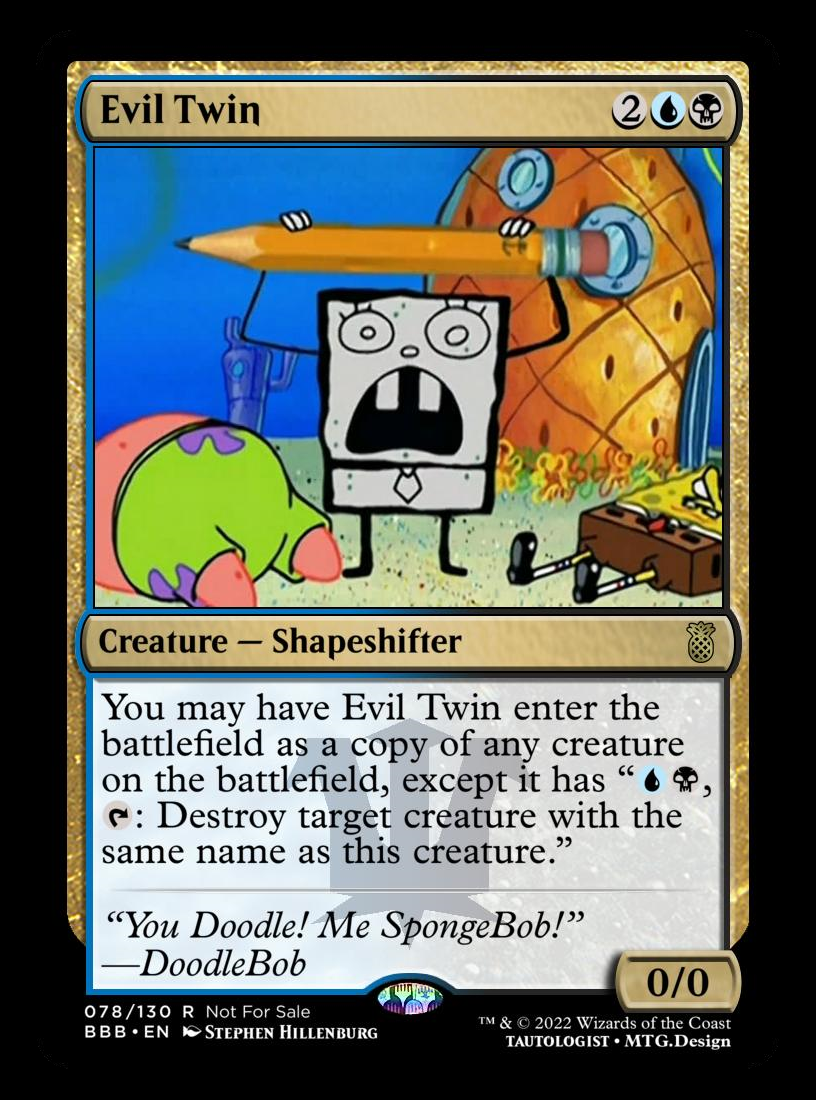 Evil Twin 2
Creature — Shapeshifter
You may have Evil Twin enter the
battlefield as a copy of any creature
on the battlefield, except it has “ ,
: Destroy target creature with the
same name as this creature.”
“You Doodle! Me SpongeBob!”
—DoodleBob
0/0
078/130 R Not For Sale
BBB • EN Stephen Hillenburg
™ & © 2022 Wizards of the Coast
TAUTOLOGIST • MTG.Design